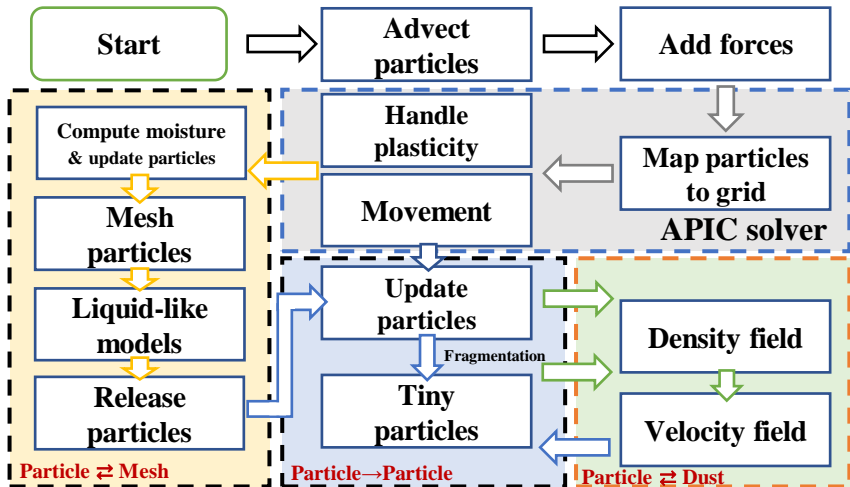 Start
Advect
particles
Add forces
Handle
plasticity
Movement
Map particles
to grid
APIC solver
Compute moisture
& update particles
Mesh
particles
Liquid-like
models
Release
particles
Particle ⇄ Mesh
Update
particles
Fragmentation
Tiny
particles
Particle→Particle
Density field
Velocity field
Particle ⇄ Dust